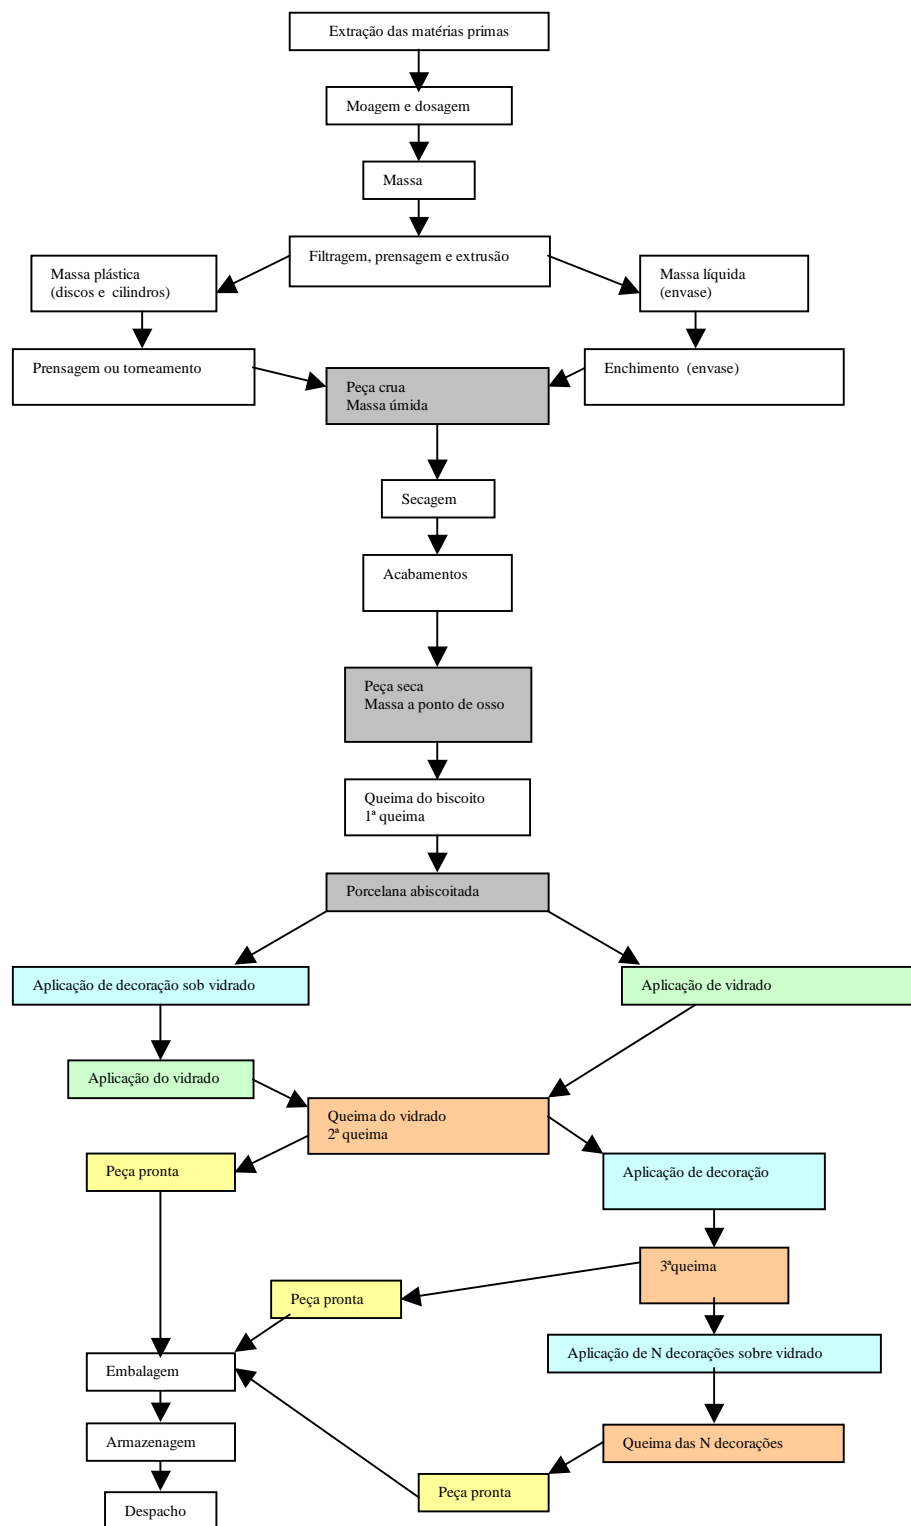 Extração das matérias primas
Moagem e dosagem
Massa
Filtragem, prensagem e extrusão
Massa plástica
(discos e cilindros)
Massa líquida
(envase)
Prensagem ou torneamento
Enchimento (envase)
Peça crua
Massa úmida
Secagem
Acabamentos
Peça seca
Massa a ponto de osso
Queima do biscoito
1ª queima
Porcelana abiscoitada
Aplicação de decoração sob vidrado
Aplicação de vidrado
Aplicação do vidrado
Queima do vidrado
2ª queima
Peça pronta
Aplicação de decoração
3ªqueima
Peça pronta
Aplicação de N decorações sobre vidrado
Embalagem
Armazenagem
Queima das N decorações
Peça pronta
Despacho